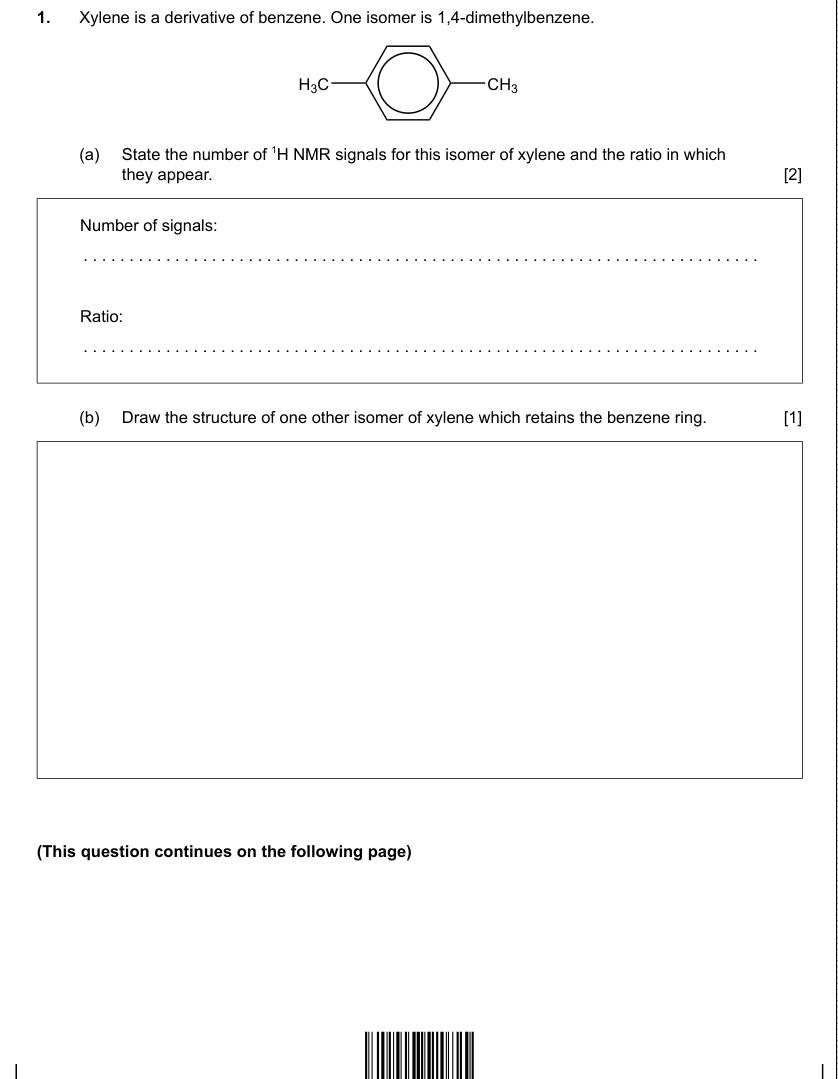 1. Xylene is a derivative of benzene. One isomer is 1,4-dimethylbenzene.
H₃C CH₃
(a) State the number of ¹H NMR signals for this isomer of xylene and the ratio in which
they appear. [2]
Number of signals:
. . . . . . . . . . . . . . . . . . . . . . . . . . . . . . . . . . . . . . . . . . . . . . . . . . . . . . . . . . . . . . . . . . . . . . . . . .
Ratio:
. . . . . . . . . . . . . . . . . . . . . . . . . . . . . . . . . . . . . . . . . . . . . . . . . . . . . . . . . . . . . . . . . . . . . . . . . .
(b) Draw the structure of one other isomer of xylene which retains the benzene ring. [1]
(This question continues on the following page)